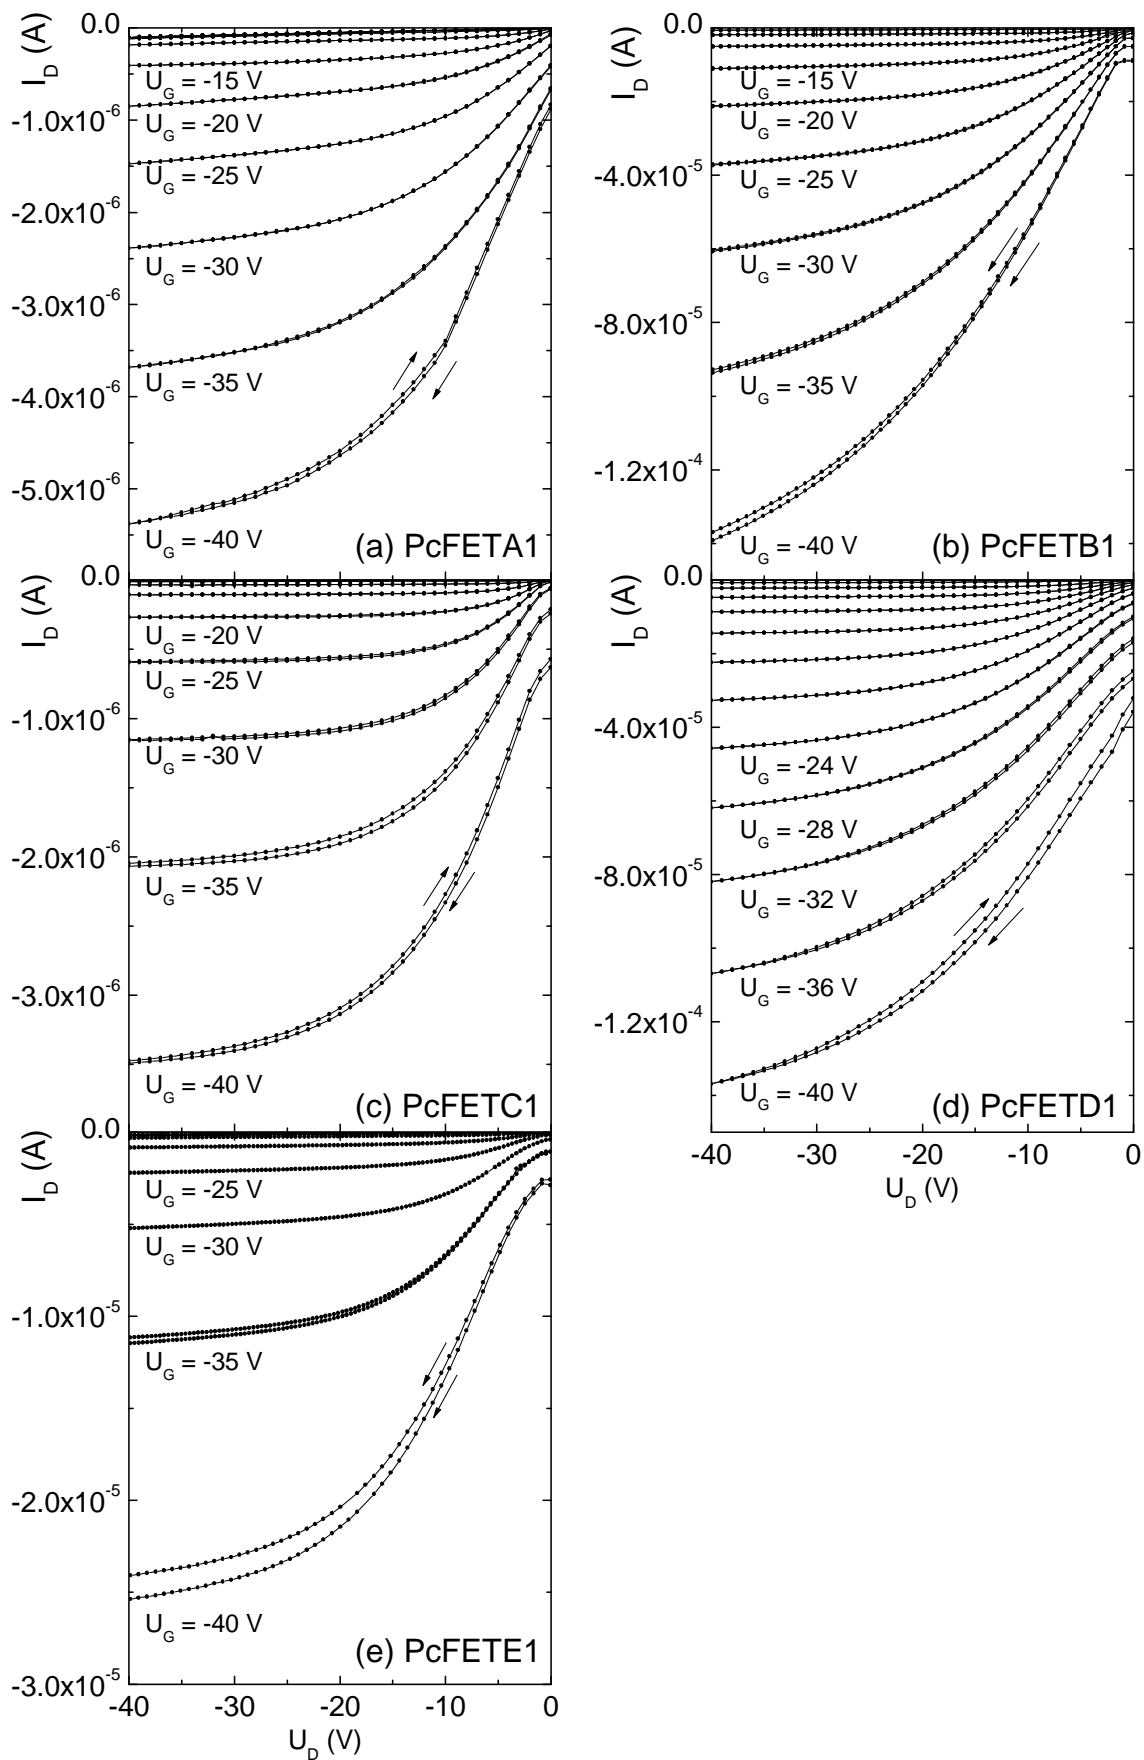 0.0
I_D (A)
-1.0x10^-6
-2.0x10^-6
-3.0x10^-6
-4.0x10^-6
-5.0x10^-6
U_G = -15 V
U_G = -20 V
U_G = -25 V
U_G = -30 V
U_G = -35 V
U_G = -40 V
(a) PcFETA1
0.0
I_D (A)
-4.0x10^-5
-8.0x10^-5
-1.2x10^-4
U_G = -15 V
U_G = -20 V
U_G = -25 V
U_G = -30 V
U_G = -35 V
U_G = -40 V
(b) PcFETB1
0.0
I_D (A)
-1.0x10^-6
-2.0x10^-6
-3.0x10^-6
U_G = -20 V
U_G = -25 V
U_G = -30 V
U_G = -35 V
U_G = -40 V
(c) PcFETC1
0.0
I_D (A)
-4.0x10^-5
-8.0x10^-5
-1.2x10^-4
U_G = -24 V
U_G = -28 V
U_G = -32 V
U_G = -36 V
U_G = -40 V
(d) PcFETD1
-40 -30 -20 -10 0
U_D (V)
0.0
I_D (A)
-1.0x10^-5
-2.0x10^-5
-3.0x10^-5
U_G = -25 V
U_G = -30 V
U_G = -35 V
U_G = -40 V
(e) PcFETE1
-40 -30 -20 -10 0
U_D (V)